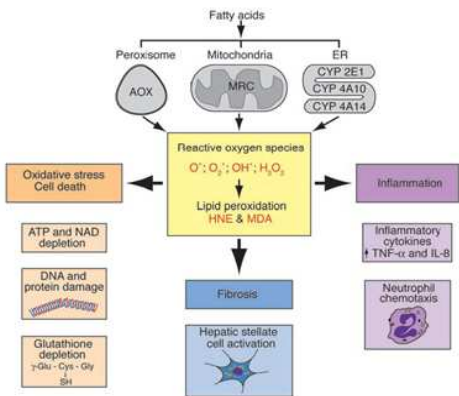 Fatty acids
Peroxisome
Mitochondria
ER
AOX
MRC
CYP 2E1
CYP 4A10
CYP 4A14
Reactive oxygen species
O˙; O₂˙; OH˙; H₂O₂
Lipid peroxidation
HNE & MDA
Oxidative stress
Cell death
ATP and NAD
depletion
DNA and
protein damage
Glutathione
depletion
γ-Glu - Cys - Gly
SH
Fibrosis
Hepatic stellate
cell activation
Inflammation
Inflammatory
cytokines
TNF-α and IL-8
Neutrophil
chemotaxis